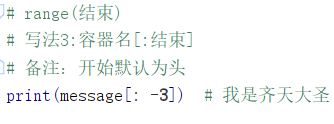 # range(结束)
# 写法3:容器名[:结束]
# 备注：开始默认为头
print(message[: -3])  # 我是齐天大圣